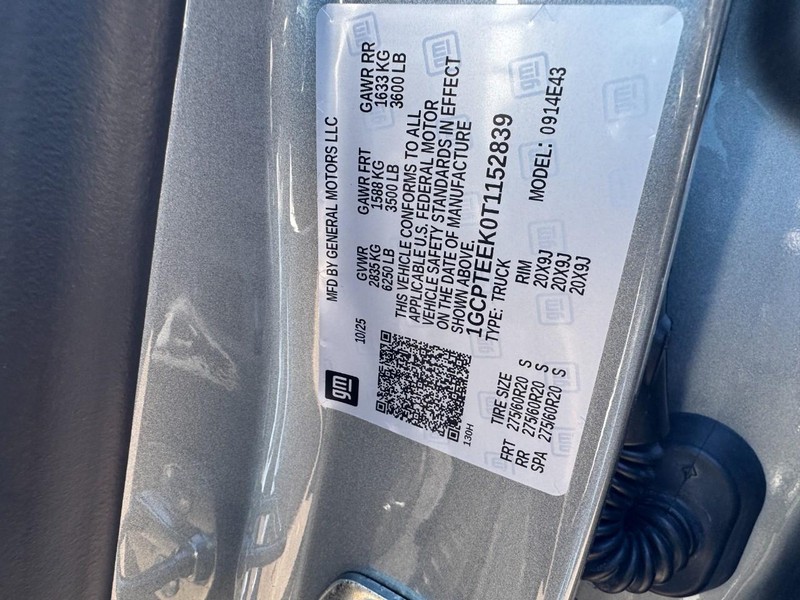 gm
MFD BY GENERAL MOTORS LLC
10/25 GVWR GAWR FRT GAWR RR
2835 KG 1588 KG 1633 KG
6250 LB 3500 LB 3600 LB
THIS VEHICLE CONFORMS TO ALL
APPLICABLE U.S. FEDERAL MOTOR
VEHICLE SAFETY STANDARDS IN EFFECT
ON THE DATE OF MANUFACTURE
SHOWN ABOVE.
1GCPTEEK0T1152839
130H
TYPE: TRUCK MODEL: 0914E43
TIRE SIZE RIM
FRT 275/60R20 S 20X9J
RR 275/60R20 S 20X9J
SPA 275/60R20 S 20X9J